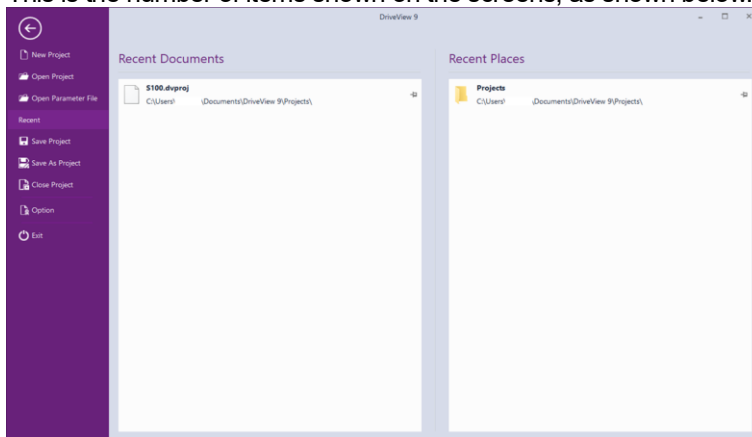 This is the number of items shown on the screens, as shown below.
DriveView 9
New Project
Open Project
Open Parameter File
Recent
Save Project
Save As Project
Close Project
Option
Exit
Recent Documents
S100.dvproj
C:\Users\ \Documents\DriveView 9\Projects\
Recent Places
Projects
C:\Users\ \Documents\DriveView 9\Projects\